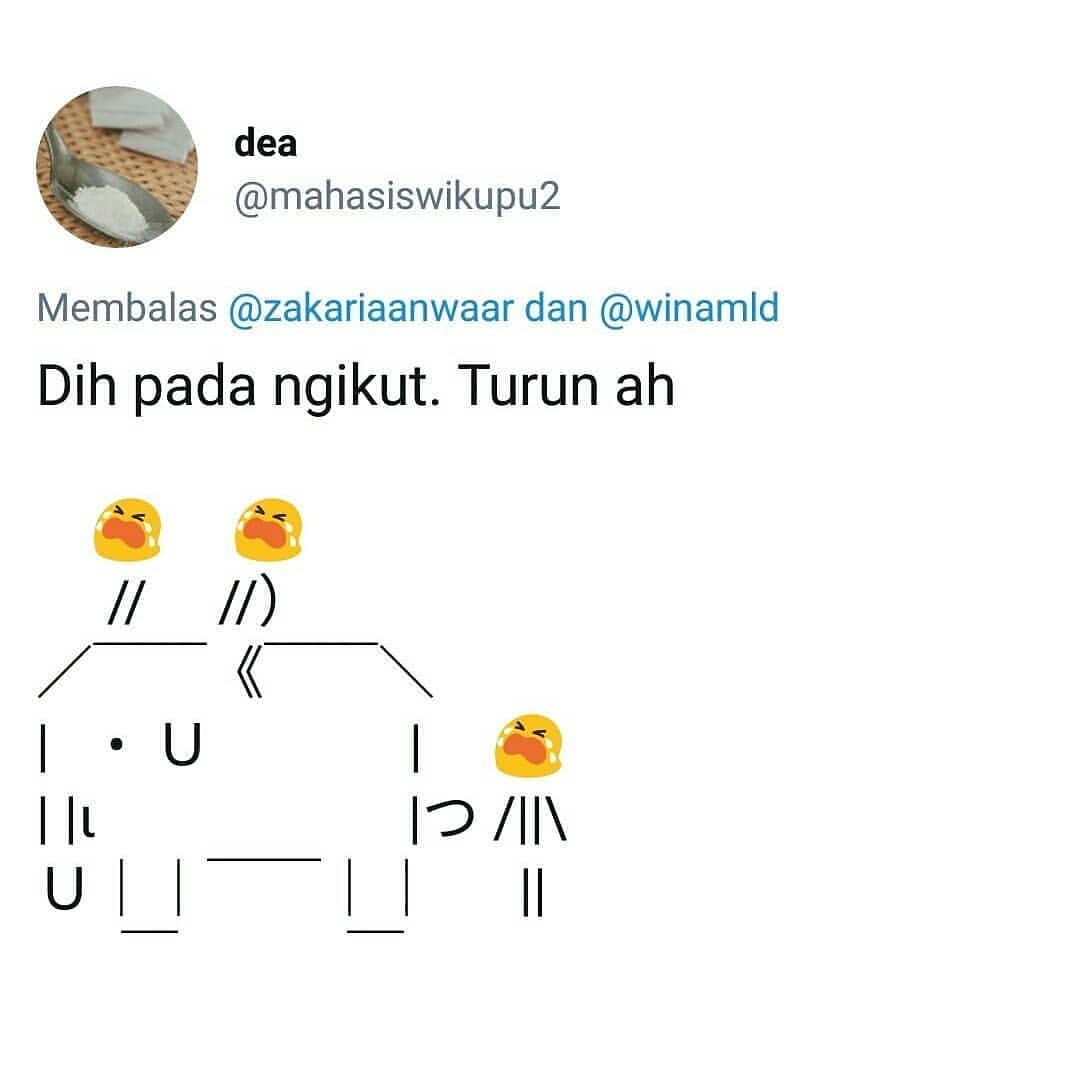 dea
@mahasiswikupu2
Membalas @zakariaanwaar dan @winamld
Dih pada ngikut. Turun ah
😭 😭
// //)
／￣￣￣《￣￣￣＼
| ・ U | 😭
| |ι |つ /||\
U |_| ￣￣ |_| ||